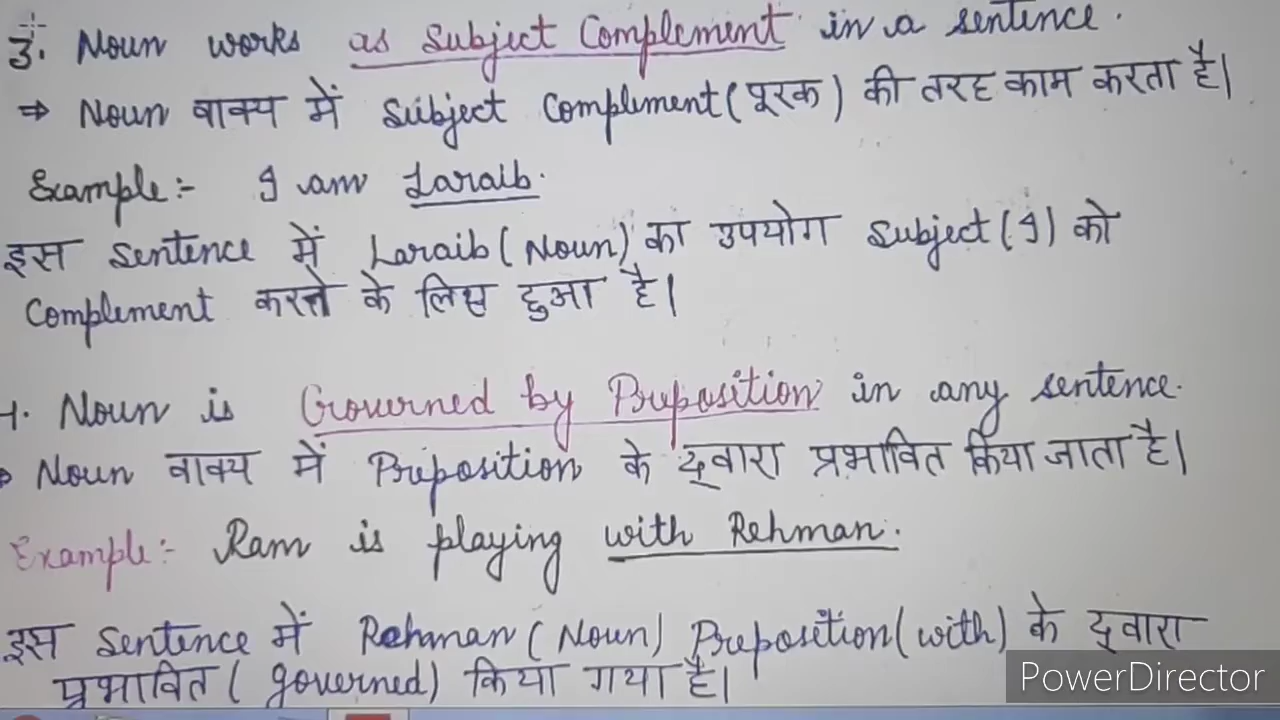 3. Noun works as Subject Complement in a sentence.
⇒ Noun वाक्य में Subject Complement (पूरक) की तरह काम करता है।
Example:- I am Laraib.
इस Sentence में Laraib (Noun) का उपयोग Subject (I) को
Complement करने के लिए हुआ है।
4. Noun is Governed by Preposition in any sentence.
⇒ Noun वाक्य में Preposition के द्वारा प्रभावित किया जाता है।
Example:- Ram is playing with Rehman.
इस Sentence में Rehman (Noun) Preposition (with) के द्वारा
प्रभावित (governed) किया गया है।
PowerDirector